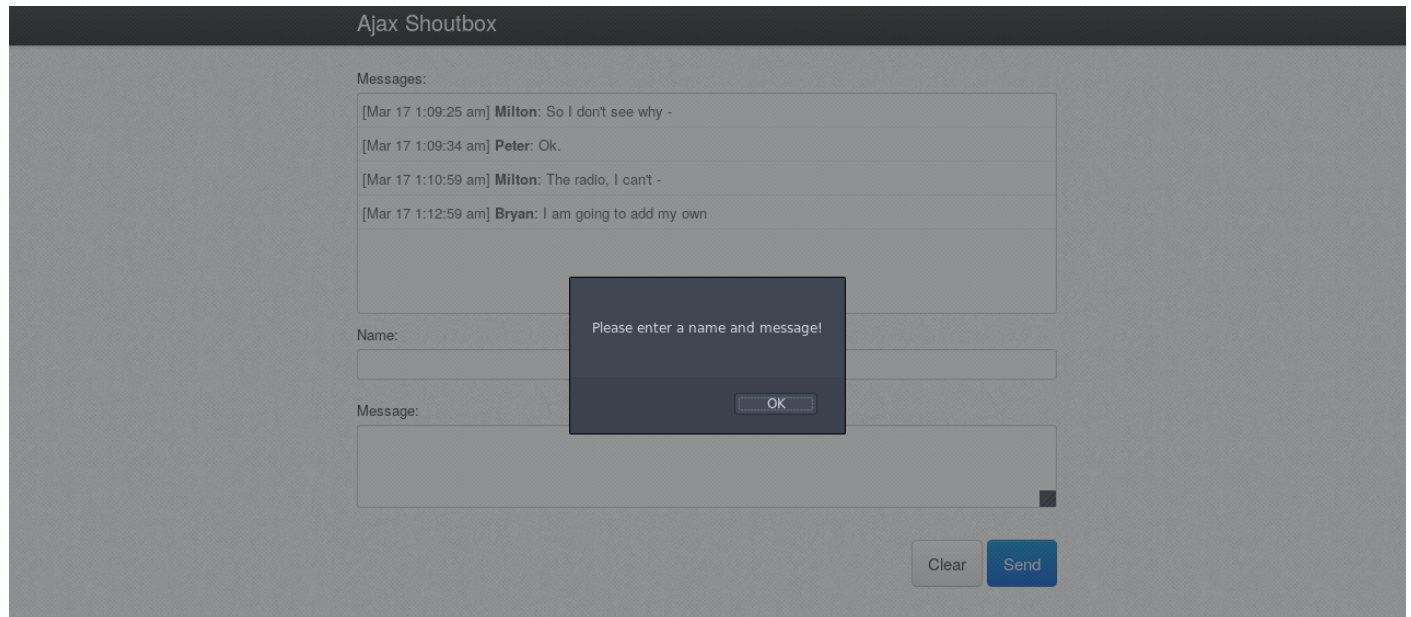 Ajax Shoutbox
Messages:
[Mar 17 1:09:25 am] Milton: So I don't see why -
[Mar 17 1:09:34 am] Peter: Ok.
[Mar 17 1:10:59 am] Milton: The radio, I can't -
[Mar 17 1:12:59 am] Bryan: I am going to add my own
Please enter a name and message!
OK
Name:
Message:
Clear Send